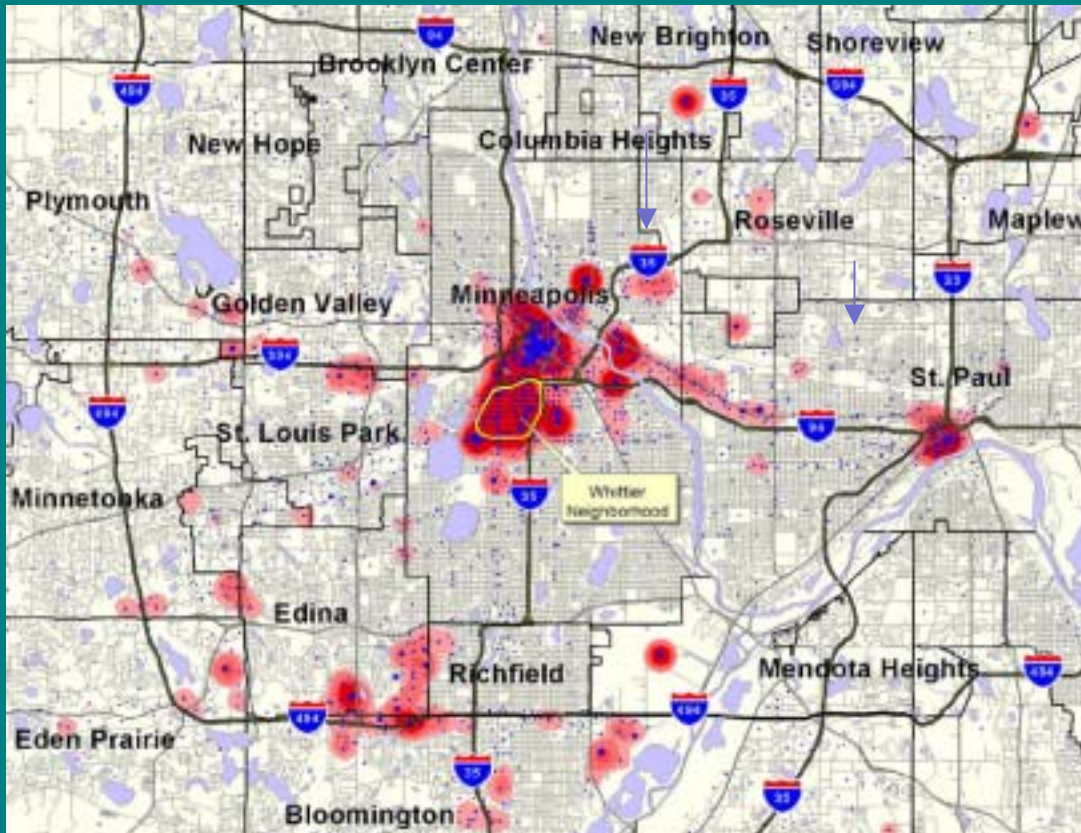 94
New Brighton
Shoreview
Brooklyn Center
494
35
694
New Hope
Columbia Heights
Plymouth
Roseville
Maplew
35
35
Golden Valley
Minneapolis
394
494
St. Paul
St. Louis Park
94
Minnetonka
35
Whittier
Neighborhood
Edina
Richfield
Mendota Heights
494
494
494
Eden Prairie
35
35
Bloomington